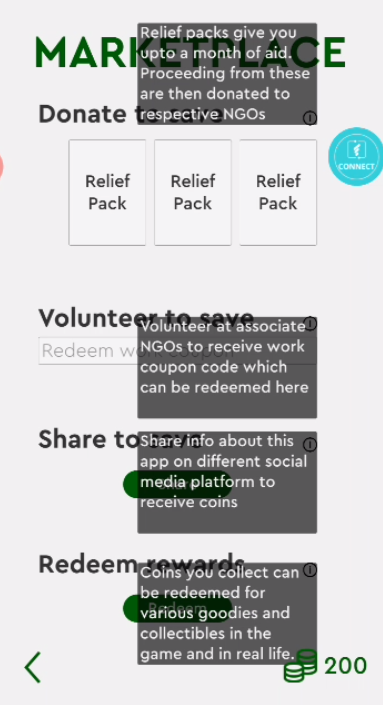 MARKETPLACE
Relief packs give you
upto a month of aid.
Proceeding from these
are then donated to
respective NGOs
Donate to save
CONNECT
Relief Pack
Relief Pack
Relief Pack
Volunteer to save
Volunteer at associate
NGOs to receive work
coupon code which
can be redeemed here
Redeem work coupon
Share to save
Share info about this
app on different social
media platform to
receive coins
Share
Redeem rewards
Coins you collect can
be redeemed for
various goodies and
collectibles in the
game and in real life.
Redeem
200